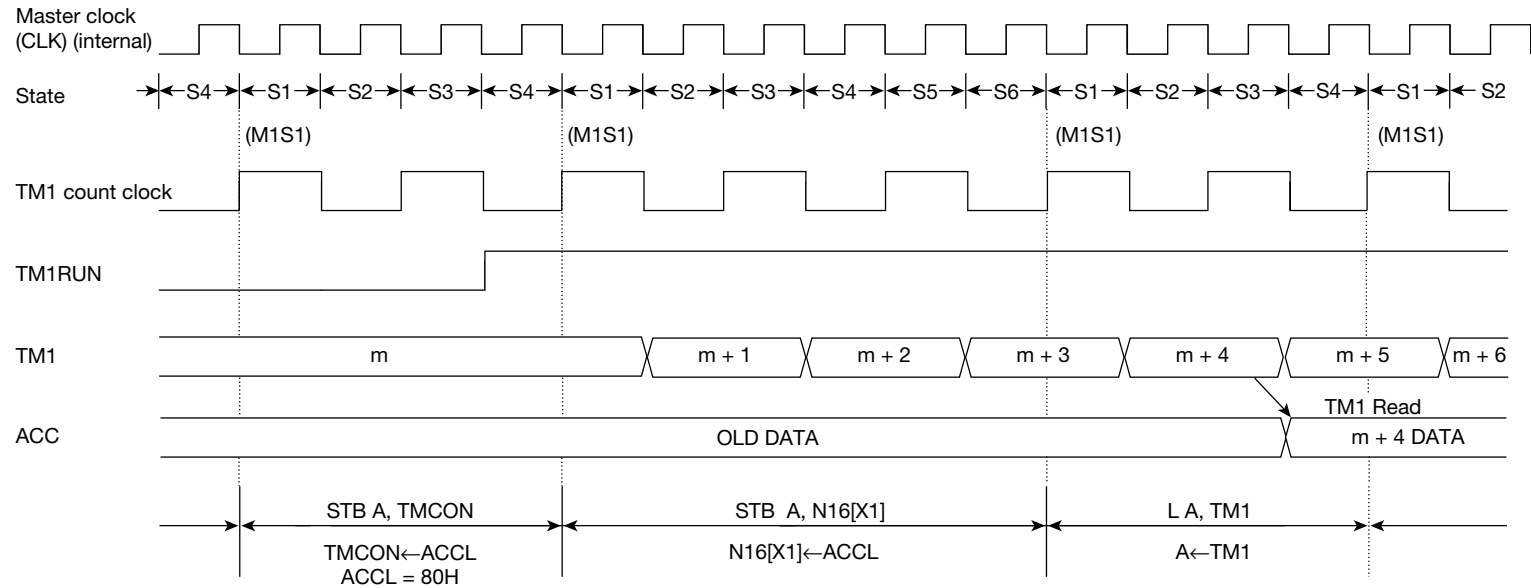 Master clock
(CLK) (internal)
State
S4 S1 S2 S3 S4 S1 S2 S3 S4 S5 S6 S1 S2 S3 S4 S1 S2
(M1S1) (M1S1) (M1S1) (M1S1)
TM1 count clock
TM1RUN
TM1
m m + 1 m + 2 m + 3 m + 4 m + 5 m + 6
TM1 Read
ACC
OLD DATA m + 4 DATA
STB A, TMCON STB A, N16[X1] L A, TM1
TMCON←ACCL N16[X1]←ACCL A←TM1
ACCL = 80H